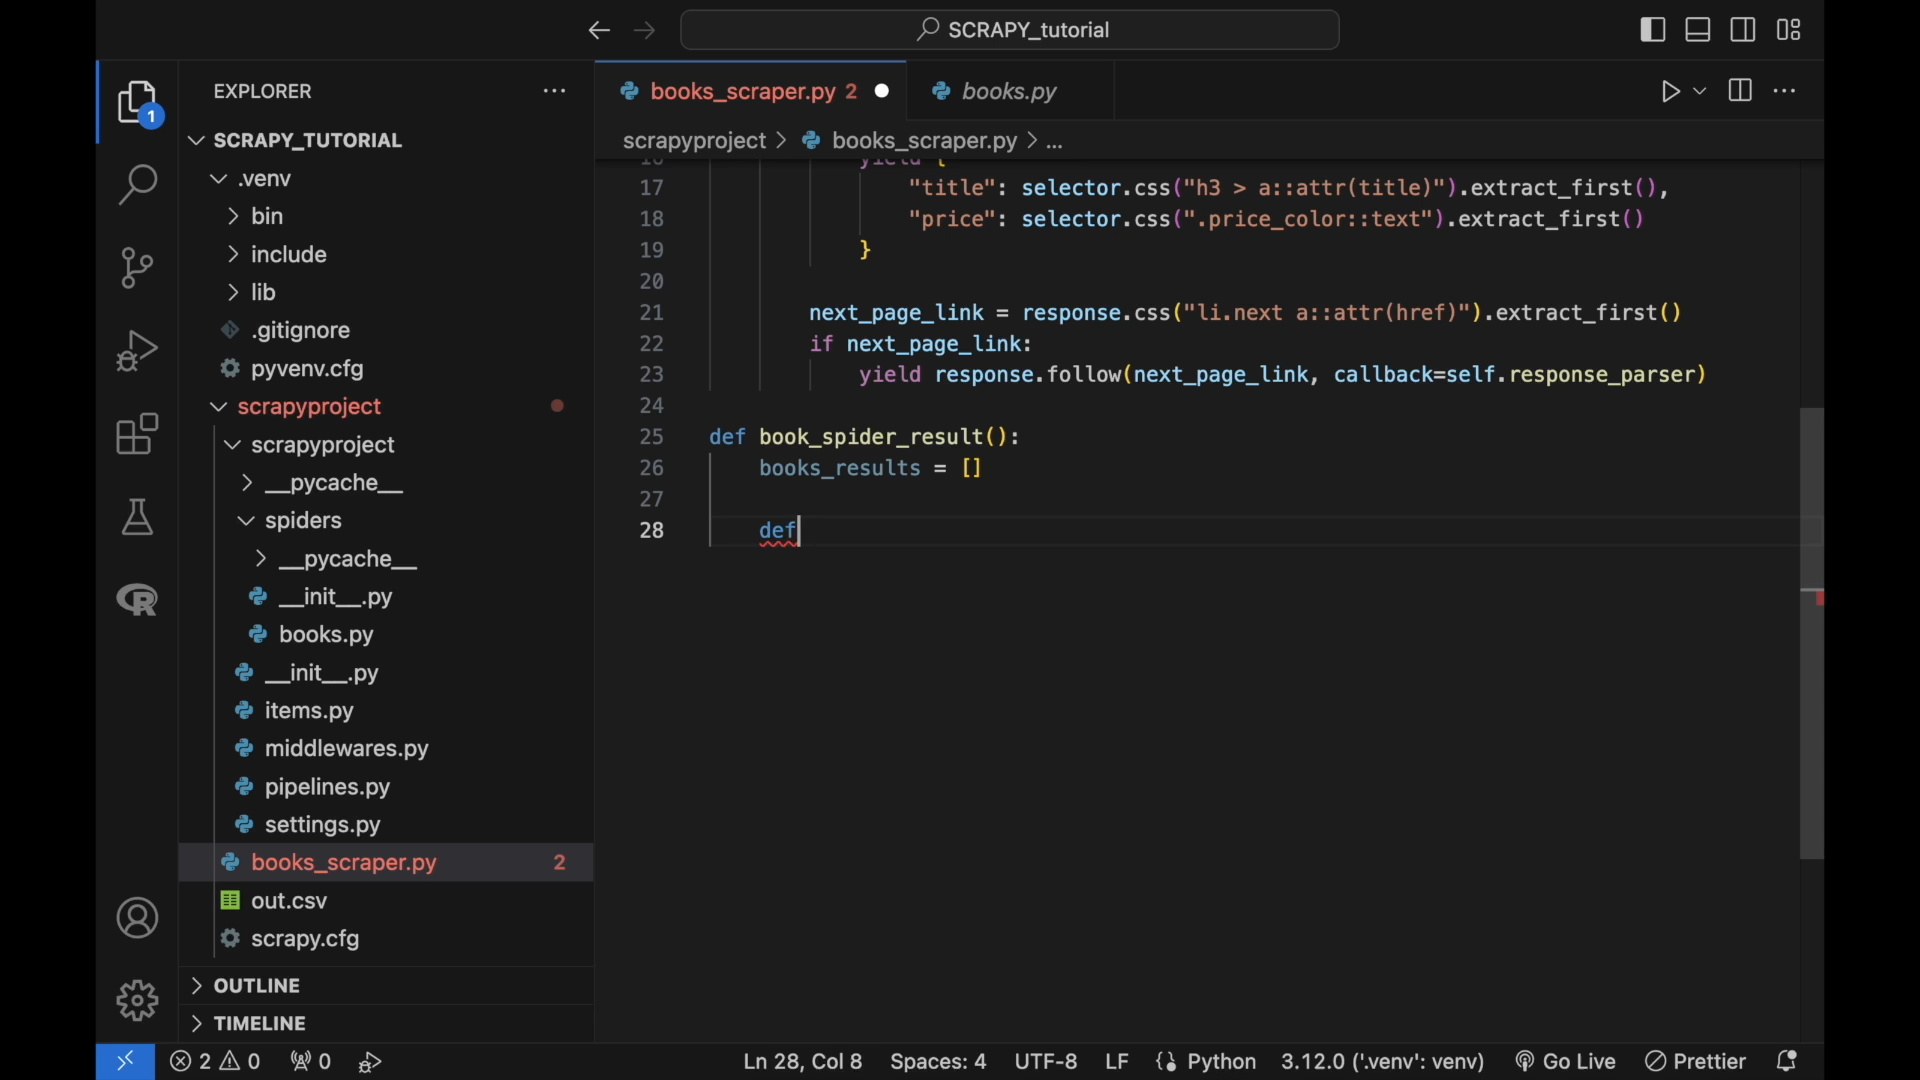 SCRAPY_tutorial
EXPLORER
1
SCRAPY_TUTORIAL
.venv
bin
include
lib
.gitignore
pyvenv.cfg
scrapyproject
scrapyproject
__pycache__
spiders
__pycache__
__init__.py
books.py
__init__.py
items.py
middlewares.py
pipelines.py
settings.py
books_scraper.py 2
out.csv
scrapy.cfg
OUTLINE
TIMELINE
books_scraper.py 2
books.py
scrapyproject > books_scraper.py > ...
16 yield {
17 "title": selector.css("h3 > a::attr(title)").extract_first(),
18 "price": selector.css(".price_color::text").extract_first()
19 }
20
21 next_page_link = response.css("li.next a::attr(href)").extract_first()
22 if next_page_link:
23 yield response.follow(next_page_link, callback=self.response_parser)
24
25 def book_spider_result():
26 books_results = []
27
28 def
2 0 0 Ln 28, Col 8 Spaces: 4 UTF-8 LF Python 3.12.0 ('.venv': venv) Go Live Prettier